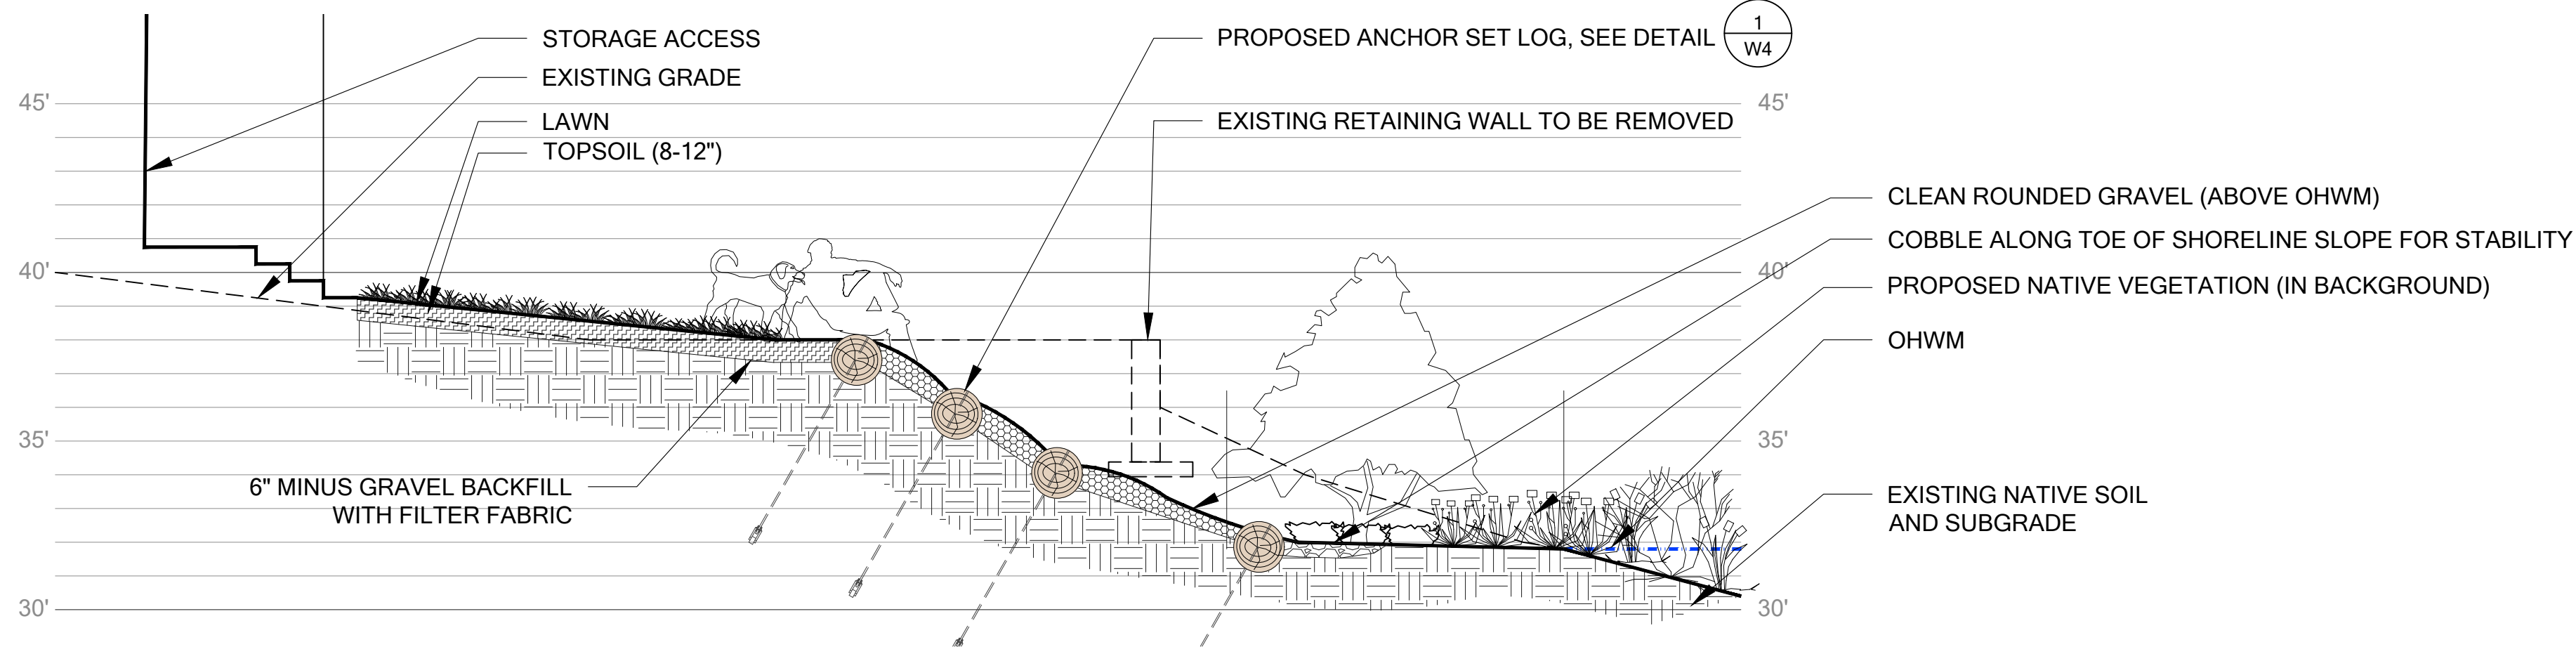 STORAGE ACCESS
EXISTING GRADE
LAWN
TOPSOIL (8-12")
PROPOSED ANCHOR SET LOG, SEE DETAIL
1
W4
EXISTING RETAINING WALL TO BE REMOVED
45'
45'
CLEAN ROUNDED GRAVEL (ABOVE OHWM)
COBBLE ALONG TOE OF SHORELINE SLOPE FOR STABILITY
40'
40'
PROPOSED NATIVE VEGETATION (IN BACKGROUND)
OHWM
35'
35'
6" MINUS GRAVEL BACKFILL
WITH FILTER FABRIC
EXISTING NATIVE SOIL
AND SUBGRADE
30'
30'